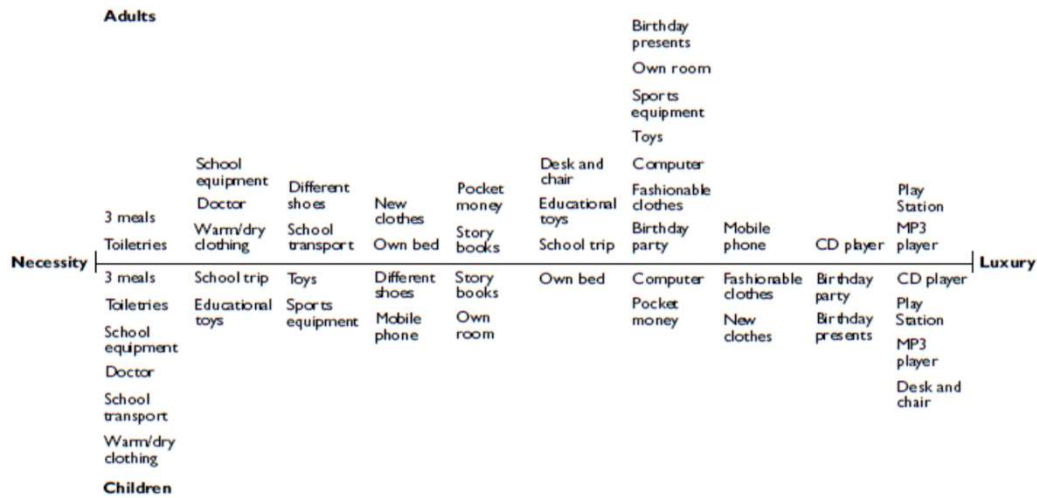 Adults
Birthday
presents
Own room
Sports
equipment
Toys
School
equipment
Desk and
chair
Computer
Different
shoes
Pocket
money
Fashionable
clothes
Play
Station
3 meals
Doctor
New
clothes
Educational
toys
Toiletries
Warm/dry
clothing
School
transport
Own bed
Story
books
School trip
Birthday
party
Mobile
phone
CD player
MP3
player
Necessity
Luxury
3 meals
School trip
Toys
Different
shoes
Story
books
Own bed
Computer
Fashionable
clothes
Birthday
party
CD player
Toiletries
Educational
toys
Sports
equipment
Mobile
phone
Own
room
Pocket
money
New
clothes
Birthday
presents
Play
Station
School
equipment
MP3
player
Doctor
Desk and
chair
School
transport
Warm/dry
clothing
Children